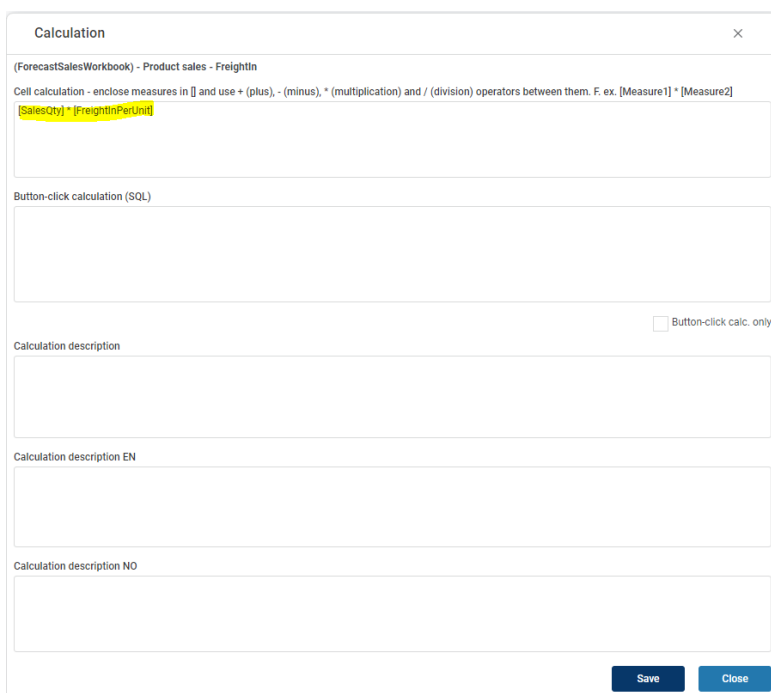 Calculation
(ForecastSalesWorkbook) - Product sales - FreightIn
Cell calculation - enclose measures in [] and use + (plus), - (minus), * (multiplication) and / (division) operators between them. F. ex. [Measure1] * [Measure2]
[SalesQty] * [FreightInPerUnit]
Button-click calculation (SQL)
Button-click calc. only
Calculation description
Calculation description EN
Calculation description NO
Save Close